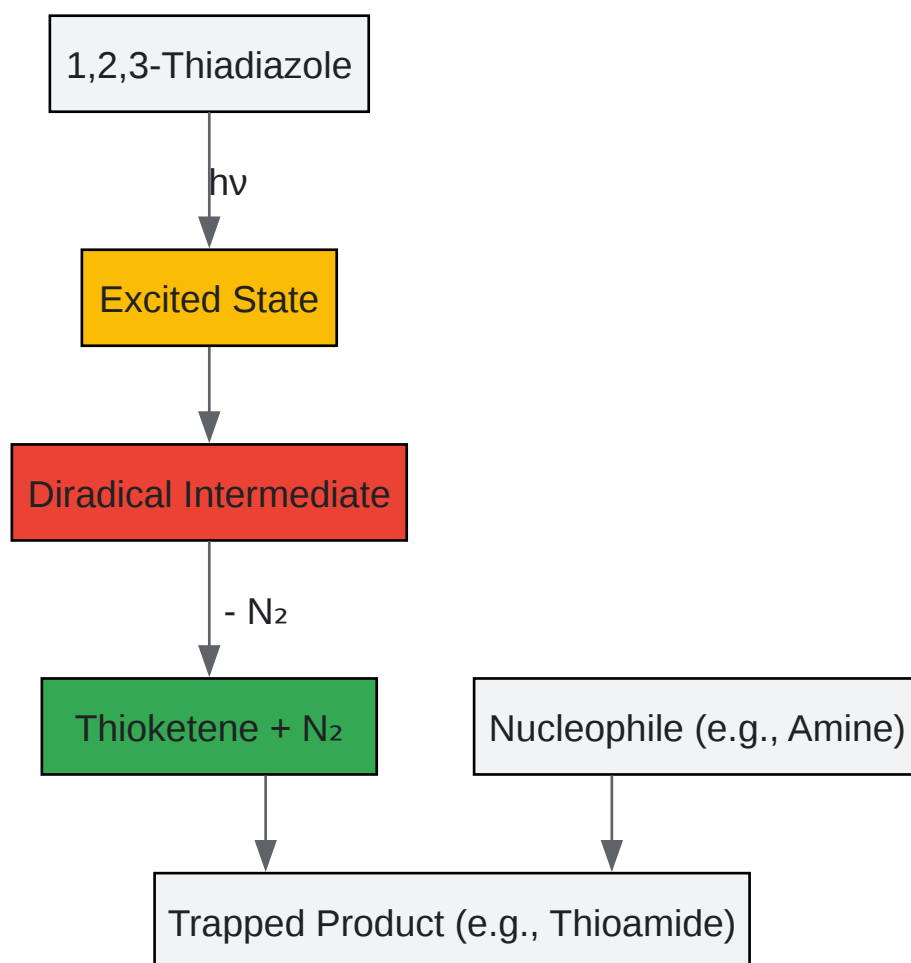 1,2,3-Thiadiazole
hν
Excited State
Diradical Intermediate
- N₂
Thioketene + N₂
Nucleophile (e.g., Amine)
Trapped Product (e.g., Thioamide)